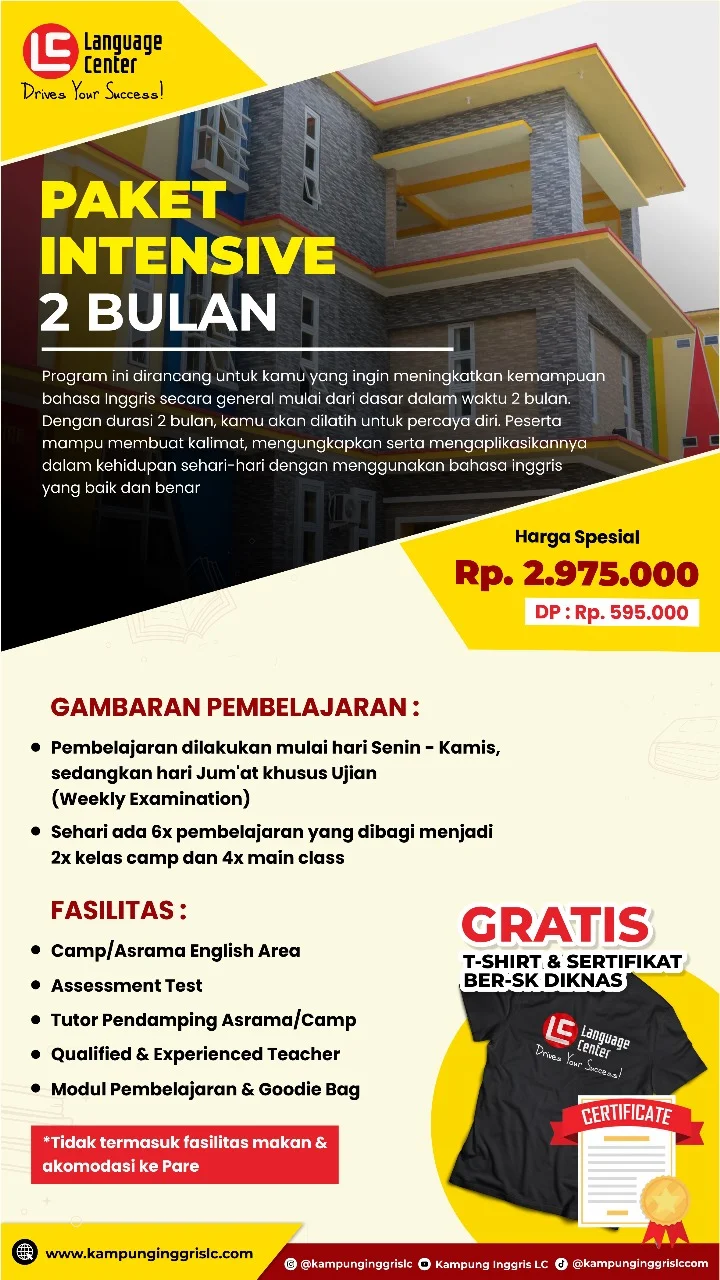 Language
Center
Drives Your Success!
PAKET
INTENSIVE
2 BULAN
Program ini dirancang untuk kamu yang ingin meningkatkan kemampuan
bahasa Inggris secara general mulai dari dasar dalam waktu 2 bulan.
Dengan durasi 2 bulan, kamu akan dilatih untuk percaya diri. Peserta
mampu membuat kalimat, mengungkapkan serta mengaplikasikannya
dalam kehidupan sehari-hari dengan menggunakan bahasa inggris
yang baik dan benar
Harga Spesial
Rp. 2.975.000
DP : Rp. 595.000
GAMBARAN PEMBELAJARAN :
• Pembelajaran dilakukan mulai hari Senin - Kamis,
sedangkan hari Jum'at khusus Ujian
(Weekly Examination)
• Sehari ada 6x pembelajaran yang dibagi menjadi
2x kelas camp dan 4x main class
FASILITAS :
• Camp/Asrama English Area
• Assessment Test
• Tutor Pendamping Asrama/Camp
• Qualified & Experienced Teacher
• Modul Pembelajaran & Goodie Bag
*Tidak termasuk fasilitas makan &
akomodasi ke Pare
GRATIS
T-SHIRT & SERTIFIKAT
BER-SK DIKNAS
LC Language
Center
Drives Your Success!
CERTIFICATE
www.kampunginggrislc.com
@kampunginggrislc Kampung Inggris LC @kampunginggrislccom